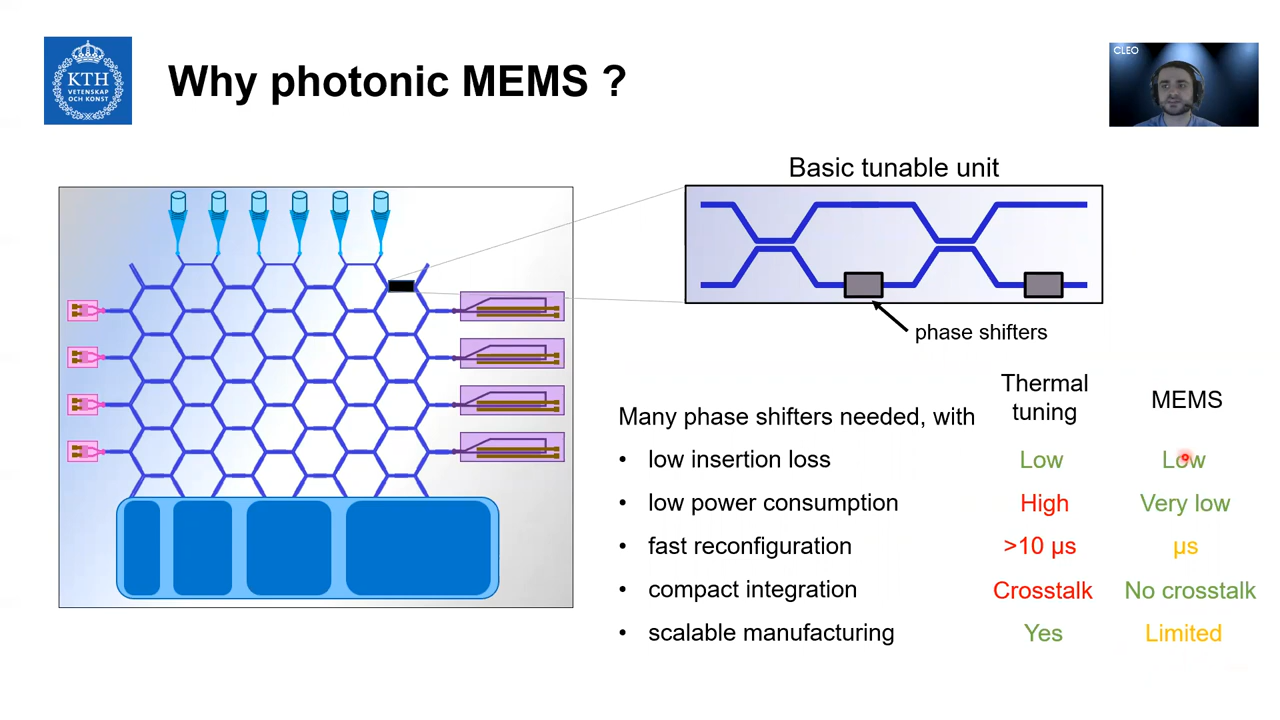 KTH
VETENSKAP
OCH KONST
Why photonic MEMS ?
CLEO
Basic tunable unit
phase shifters
Many phase shifters needed, with
Thermal
tuning
MEMS
• low insertion loss Low Low
• low power consumption High Very low
• fast reconfiguration >10 µs µs
• compact integration Crosstalk No crosstalk
• scalable manufacturing Yes Limited